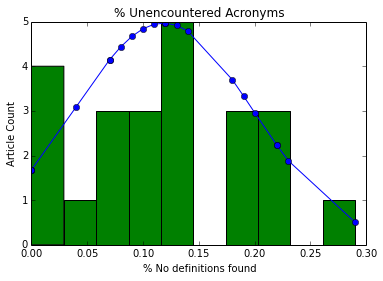 % Unencountered Acronyms
5
4
3
2
1
0
Article Count
0.00 0.05 0.10 0.15 0.20 0.25 0.30
% No definitions found